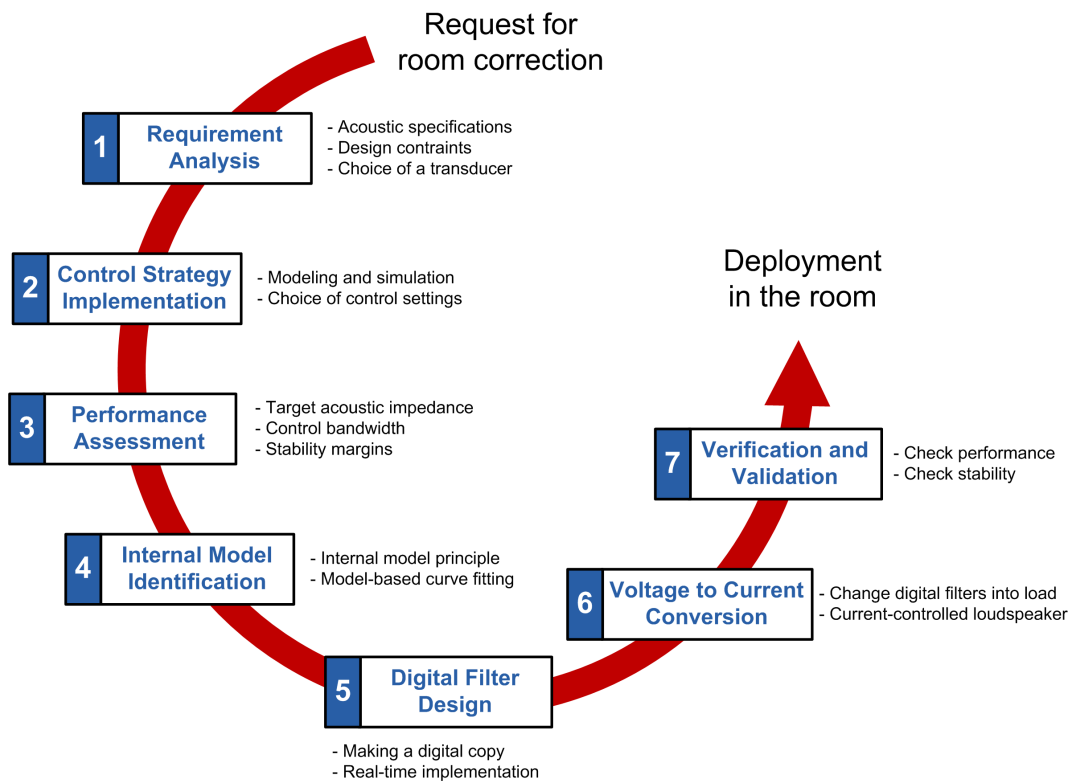 Request for
room correction
1
Requirement
Analysis
- Acoustic specifications
- Design contraints
- Choice of a transducer
2
Control Strategy
Implementation
- Modeling and simulation
- Choice of control settings
3
Performance
Assessment
- Target acoustic impedance
- Control bandwidth
- Stability margins
4
Internal Model
Identification
- Internal model principle
- Model-based curve fitting
5
Digital Filter
Design
- Making a digital copy
- Real-time implementation
6
Voltage to Current
Conversion
- Change digital filters into load
- Current-controlled loudspeaker
7
Verification and
Validation
- Check performance
- Check stability
Deployment
in the room